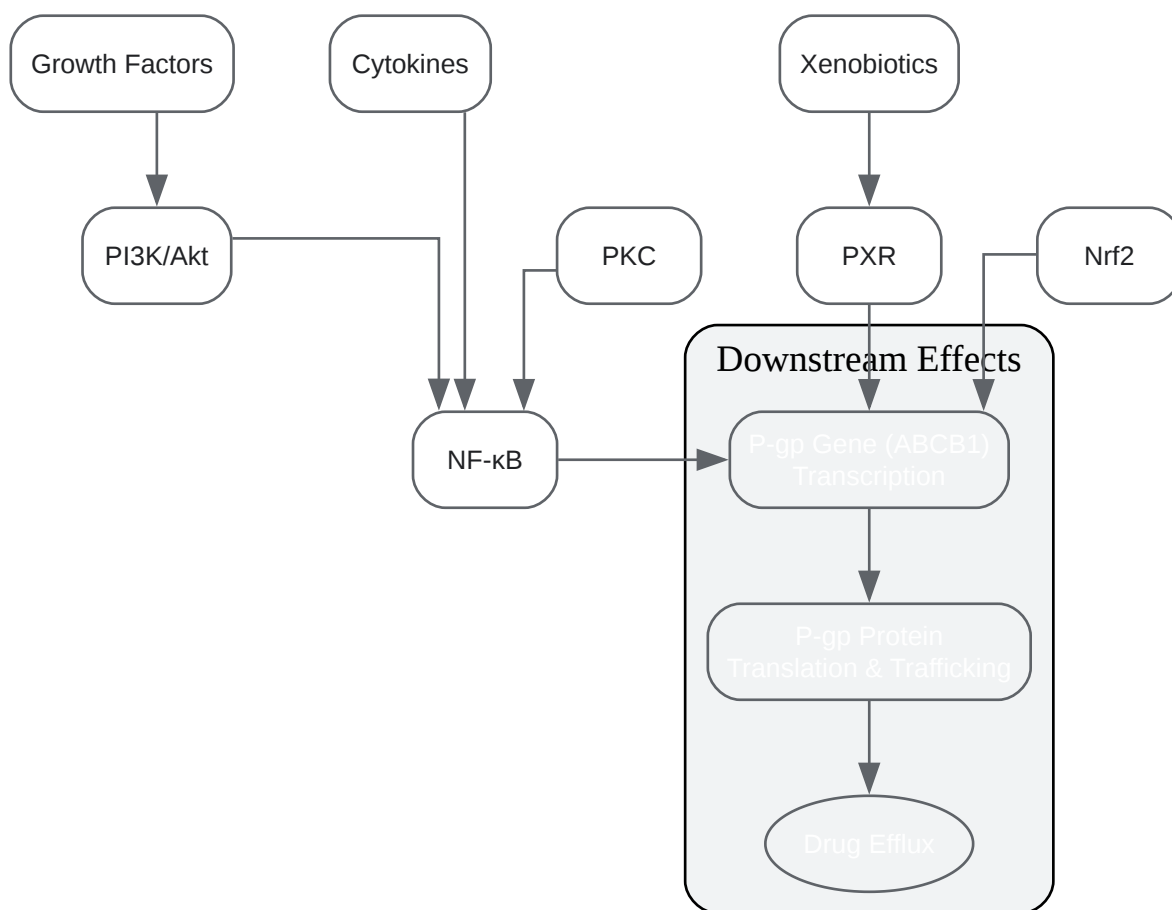 Growth Factors
Cytokines
Xenobiotics
PI3K/Akt
PKC
PXR
Nrf2
Downstream Effects
NF-κB
P-gp Gene (ABCB1)
Transcription
P-gp Protein
Translation & Trafficking
Drug Efflux